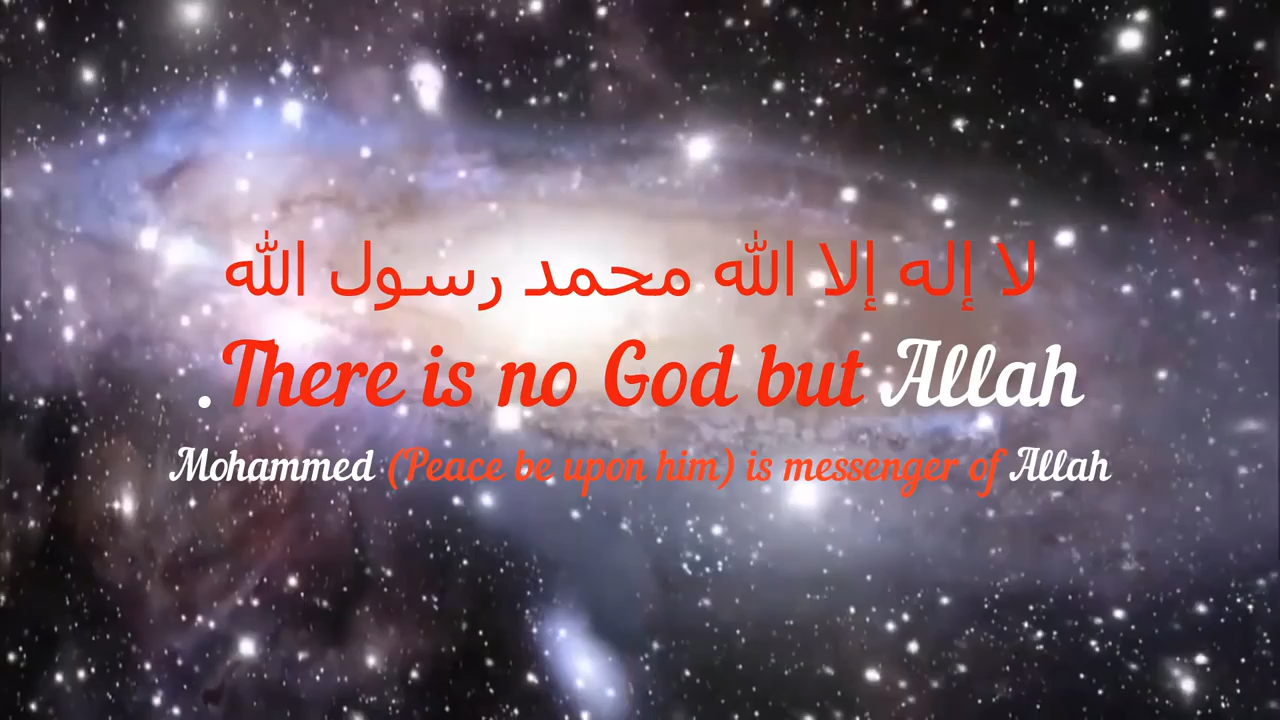 لا إله إلا الله محمد رسول الله
.There is no God but Allah
Mohammed (Peace be upon him) is messenger of Allah